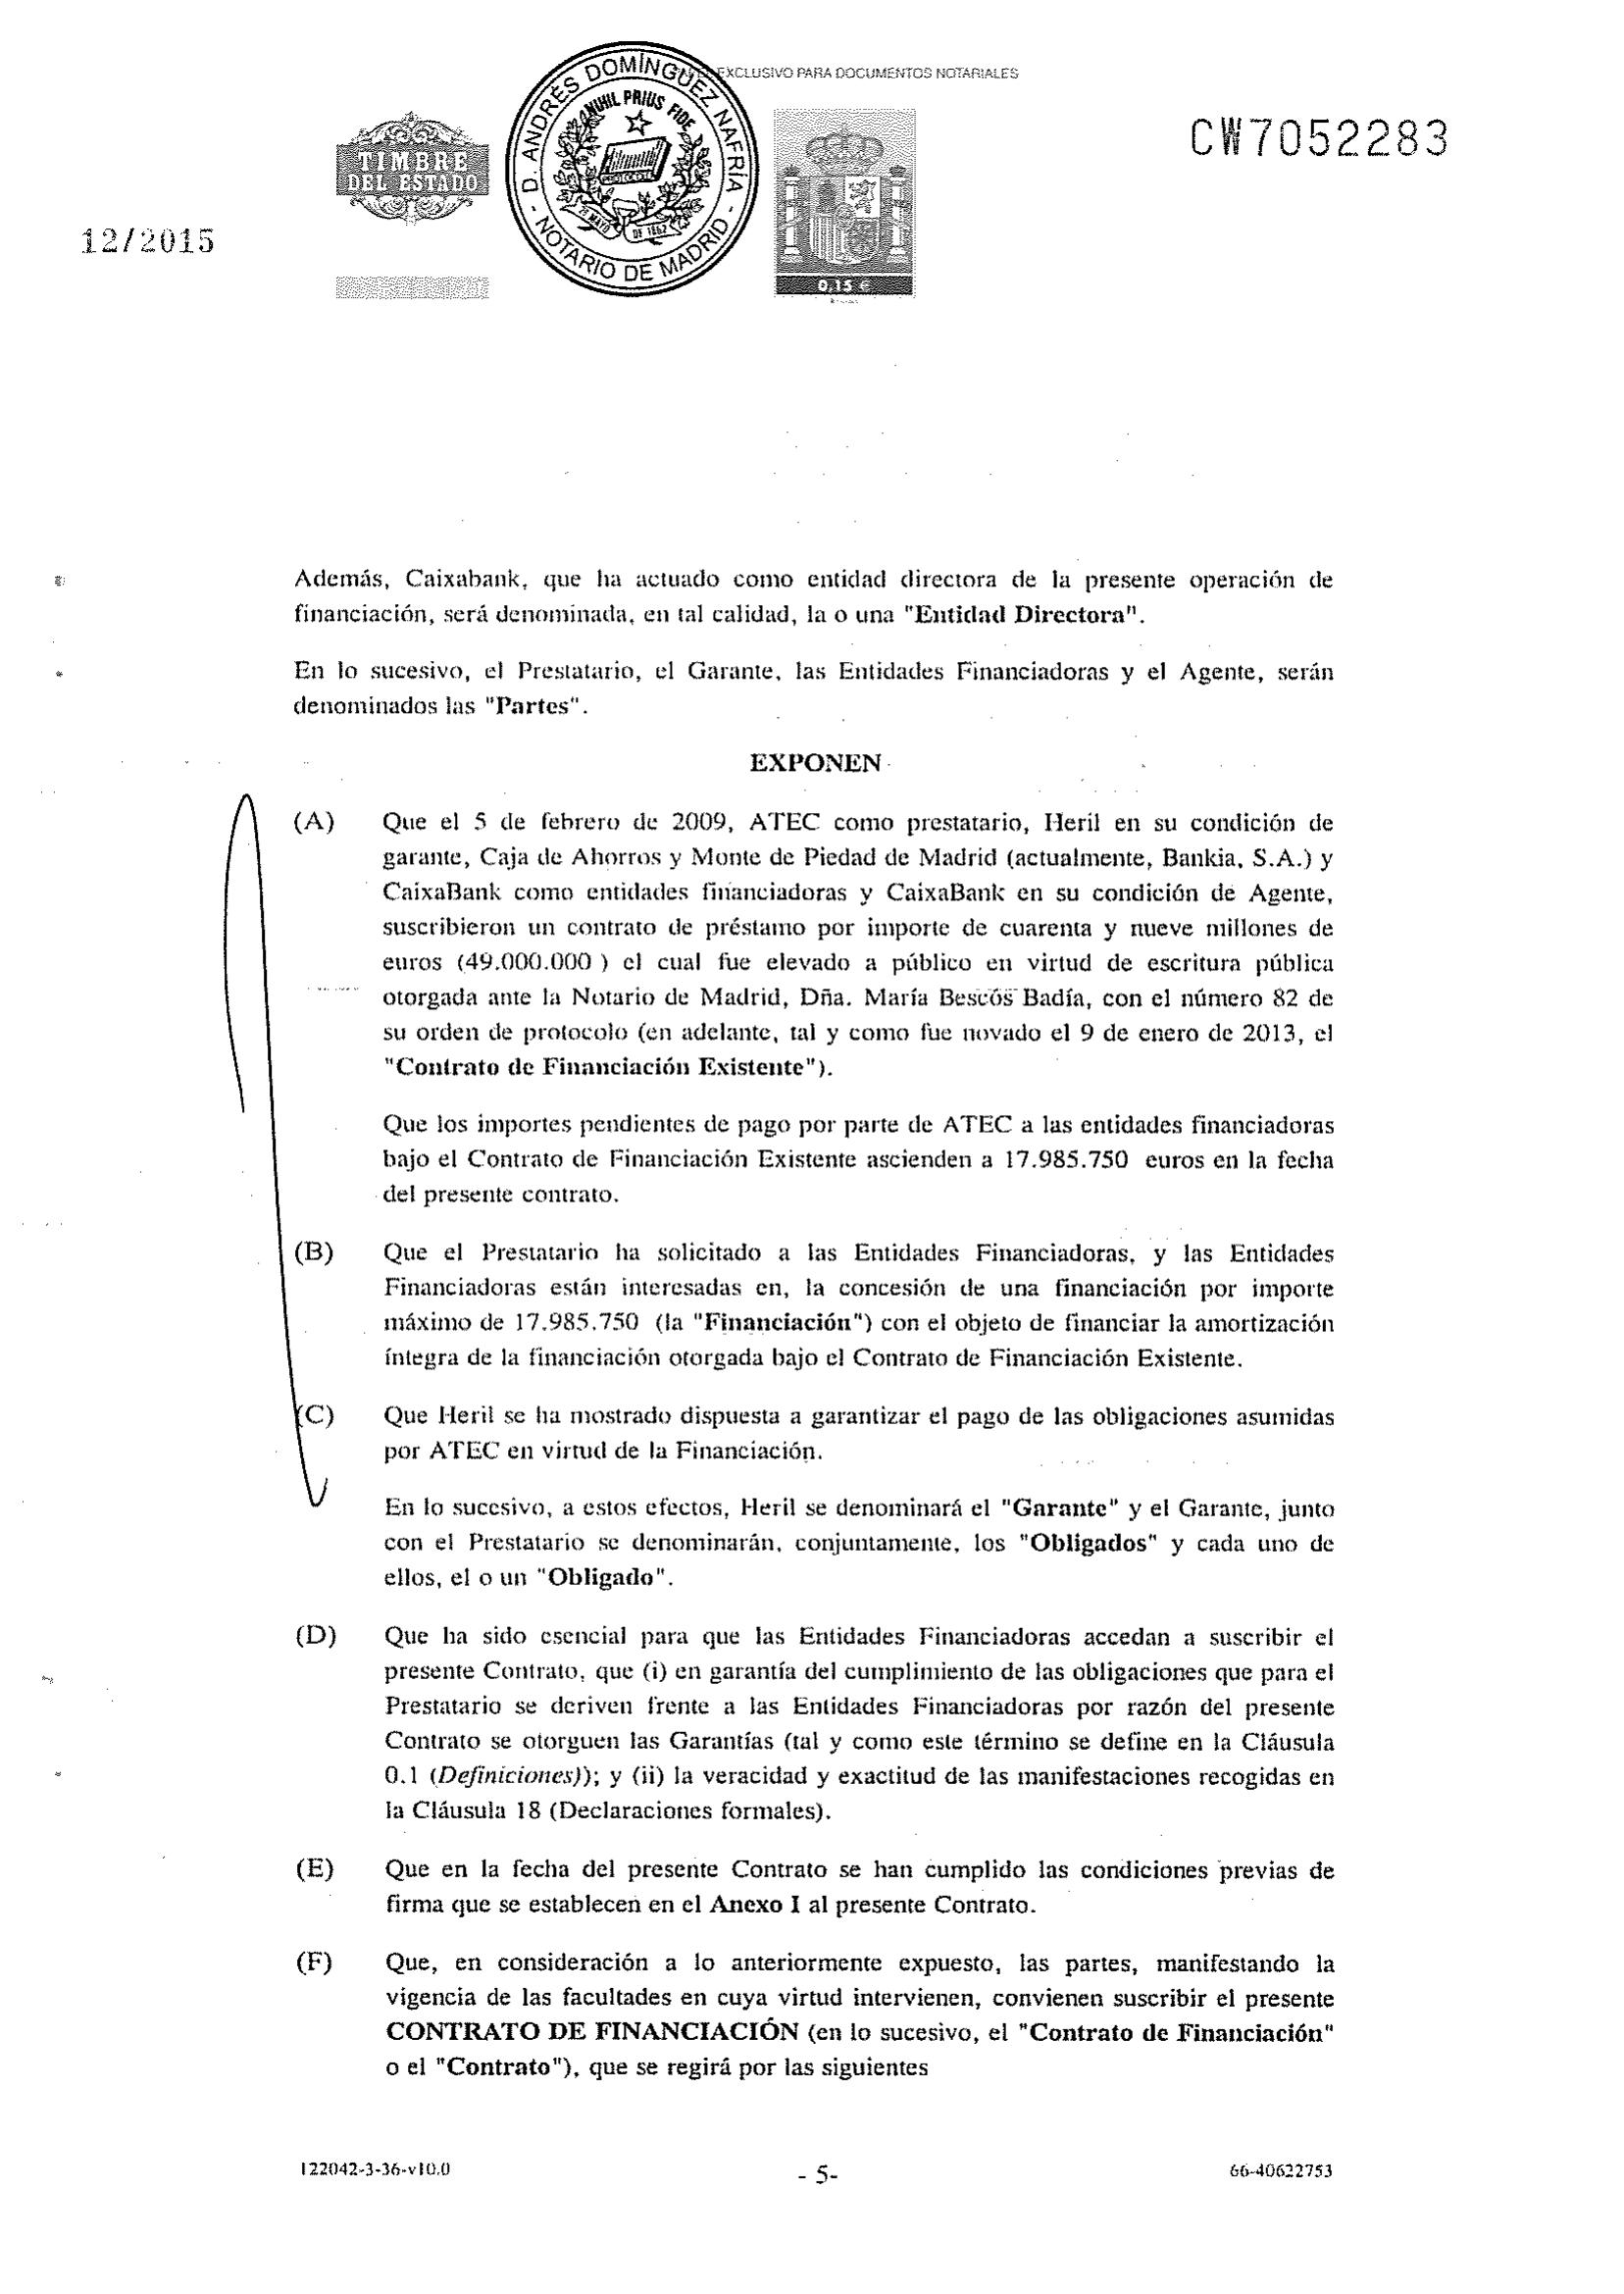 EXCLUSIVO PARA DOCUMENTOS NOTARIALES
D. ANDRÉS DOMÍNGUEZ NAFRÍA - NOTARIO DE MADRID -
NIHIL PRIUS FIDE
DE 1862
TIMBRE
DEL ESTADO
0,15 €
CW7052283
12/2015
Además, Caixabank, que ha actuado como entidad directora de la presente operación de
financiación, será denominada, en tal calidad, la o una "Entidad Directora".
En lo sucesivo, el Prestatario, el Garante, las Entidades Financiadoras y el Agente, serán
denominados las "Partes".
EXPONEN
(A) Que el 5 de febrero de 2009, ATEC como prestatario, Heril en su condición de
garante, Caja de Ahorros y Monte de Piedad de Madrid (actualmente, Bankia, S.A.) y
CaixaBank como entidades financiadoras y CaixaBank en su condición de Agente,
suscribieron un contrato de préstamo por importe de cuarenta y nueve millones de
euros (49.000.000 ) el cual fue elevado a público en virtud de escritura pública
otorgada ante la Notario de Madrid, Dña. María Bescós Badía, con el número 82 de
su orden de protocolo (en adelante, tal y como fue novado el 9 de enero de 2013, el
"Contrato de Financiación Existente").
Que los importes pendientes de pago por parte de ATEC a las entidades financiadoras
bajo el Contrato de Financiación Existente ascienden a 17.985.750 euros en la fecha
del presente contrato.
(B) Que el Prestatario ha solicitado a las Entidades Financiadoras, y las Entidades
Financiadoras están interesadas en, la concesión de una financiación por importe
máximo de 17.985.750 (la "Financiación") con el objeto de financiar la amortización
íntegra de la financiación otorgada bajo el Contrato de Financiación Existente.
(C) Que Heril se ha mostrado dispuesta a garantizar el pago de las obligaciones asumidas
por ATEC en virtud de la Financiación.
En lo sucesivo, a estos efectos, Heril se denominará el "Garante" y el Garante, junto
con el Prestatario se denominarán, conjuntamente, los "Obligados" y cada uno de
ellos, el o un "Obligado".
(D) Que ha sido esencial para que las Entidades Financiadoras accedan a suscribir el
presente Contrato, que (i) en garantía del cumplimiento de las obligaciones que para el
Prestatario se deriven frente a las Entidades Financiadoras por razón del presente
Contrato se otorguen las Garantías (tal y como este término se define en la Cláusula
0.1 (Definiciones)); y (ii) la veracidad y exactitud de las manifestaciones recogidas en
la Cláusula 18 (Declaraciones formales).
(E) Que en la fecha del presente Contrato se han cumplido las condiciones previas de
firma que se establecen en el Anexo I al presente Contrato.
(F) Que, en consideración a lo anteriormente expuesto, las partes, manifestando la
vigencia de las facultades en cuya virtud intervienen, convienen suscribir el presente
CONTRATO DE FINANCIACIÓN (en lo sucesivo, el "Contrato de Financiación"
o el "Contrato"), que se regirá por las siguientes
122042-3-36-v10.0
- 5-
66-40622753